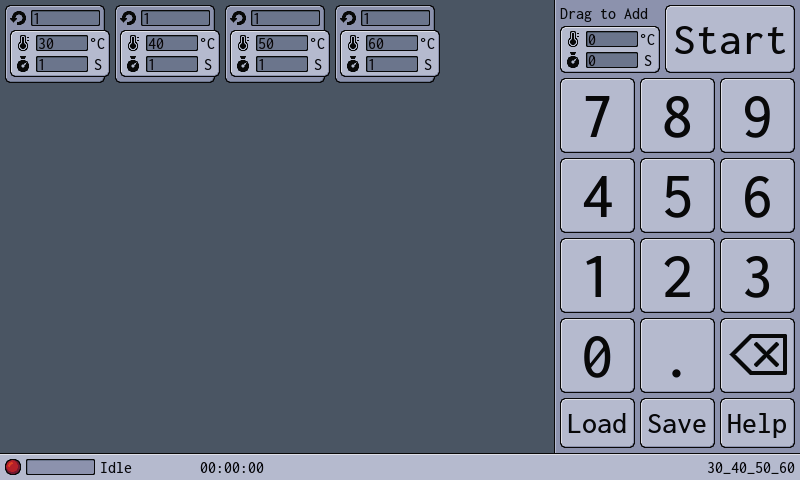 1 1 1 1
30 °C 40 °C 50 °C 60 °C
1 S 1 S 1 S 1 S
Drag to Add
0 °C
0 S
Start
7 8 9
4 5 6
1 2 3
0 .
Load Save Help
Idle 00:00:00 30_40_50_60